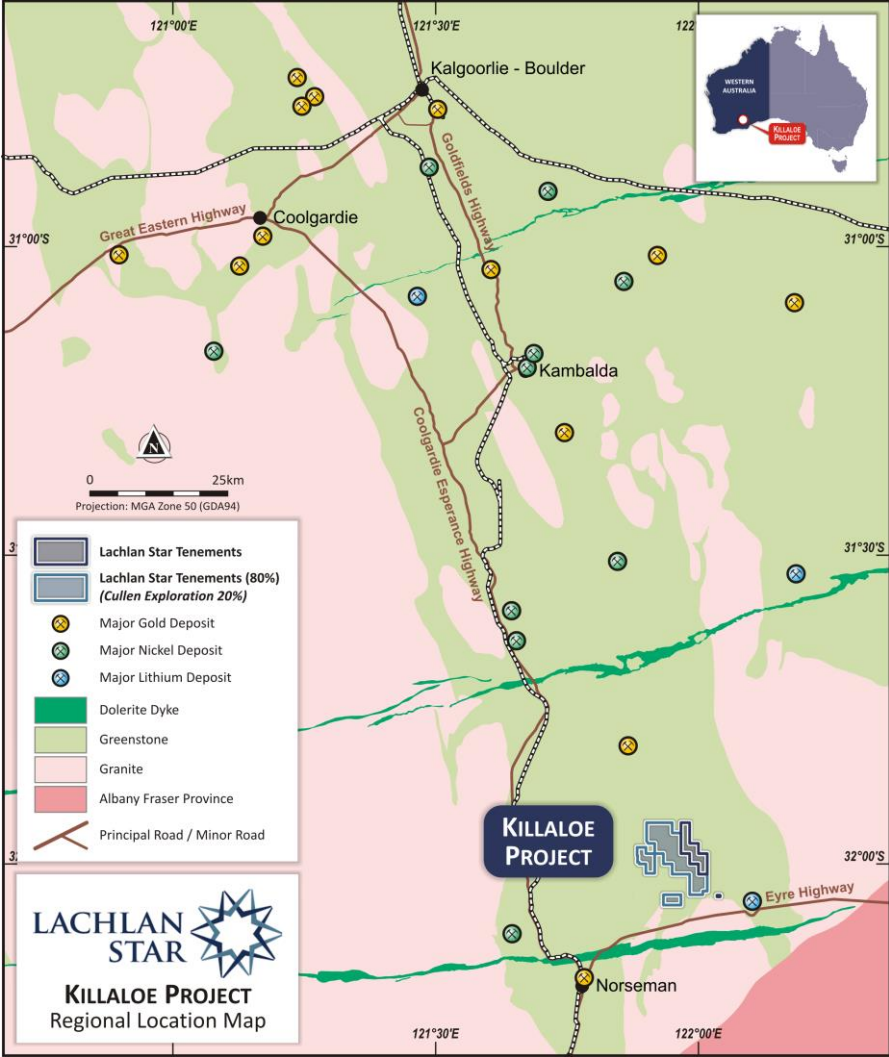 121°00'E
121°30'E
122°
Kalgoorlie - Boulder
WESTERN
AUSTRALIA
KILLALOE
PROJECT
Goldfields Highway
Great Eastern Highway
Coolgardie
31°00'S
31°00'S
Kambalda
Coolgardie Esperance Highway
N
0 25km
Projection: MGA Zone 50 (GDA94)
31°30'S
Lachlan Star Tenements
Lachlan Star Tenements (80%)
(Cullen Exploration 20%)
Major Gold Deposit
Major Nickel Deposit
Major Lithium Deposit
Dolerite Dyke
Greenstone
Granite
Albany Fraser Province
Principal Road / Minor Road
KILLALOE
PROJECT
32°00'S
Eyre Highway
LACHLAN
STAR
KILLALOE PROJECT
Regional Location Map
Norseman
121°30'E
122°00'E